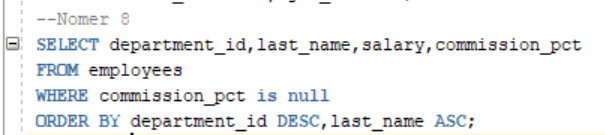 --Nomer 8
SELECT department_id,last_name,salary,commission_pct
FROM employees
WHERE commission_pct is null
ORDER BY department_id DESC,last_name ASC;